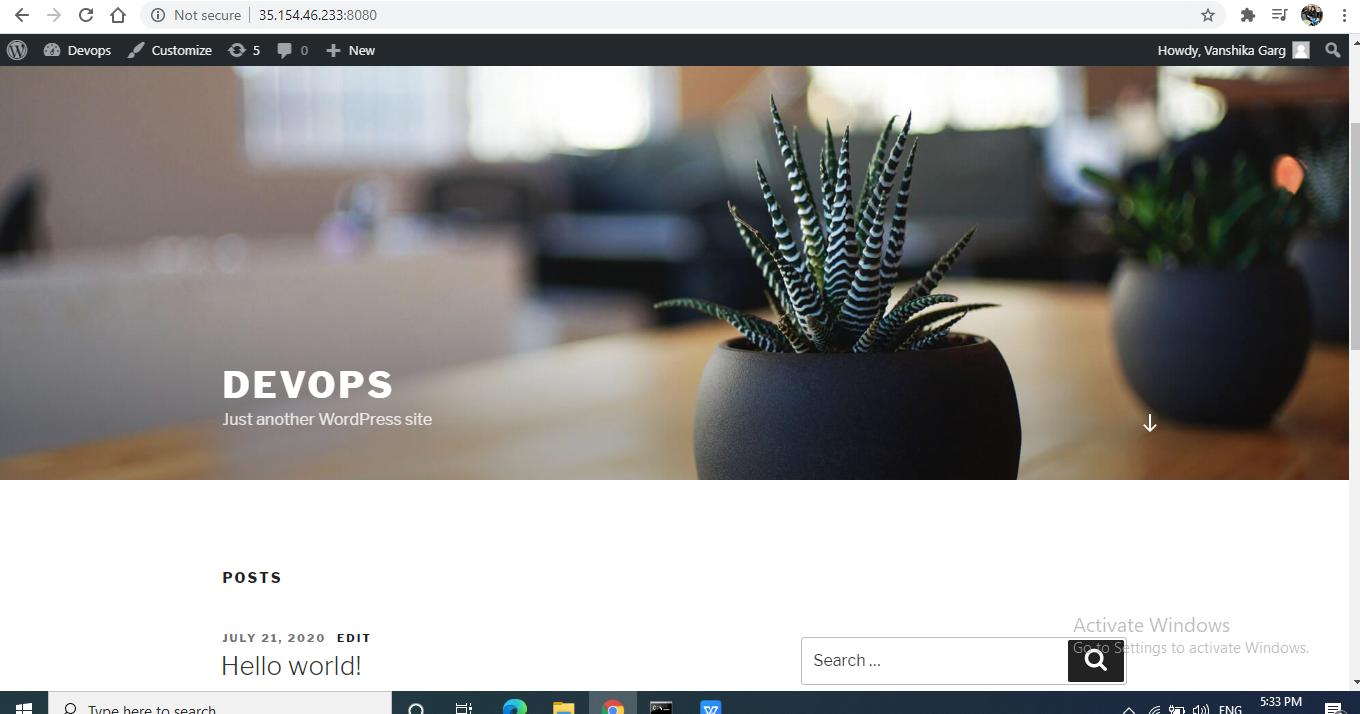 Not secure | 35.154.46.233:8080
Devops Customize 5 0 New Howdy, Vanshika Garg
DEVOPS
Just another WordPress site
POSTS
JULY 21, 2020 EDIT
Hello world!
Search ...
Activate Windows
Go to Settings to activate Windows.
Type here to search
ENG
5:33 PM